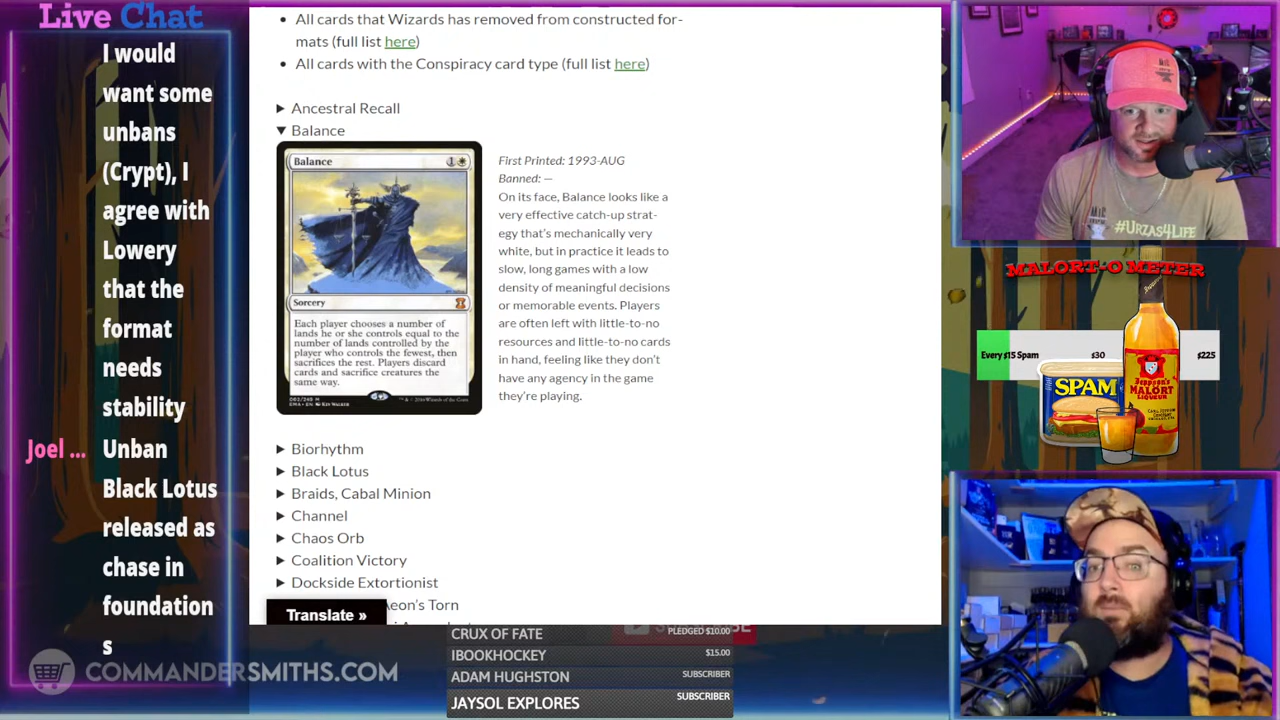 Live Chat
I would
want some
unbans
(Crypt), I
agree with
Lowery
that the
format
needs
stability
Joel ... Unban
Black Lotus
released as
chase in
foundation
s
COMMANDERSMITHS.COM
• All cards that Wizards has removed from constructed for-
mats (full list here)
• All cards with the Conspiracy card type (full list here)
▶ Ancestral Recall
▼ Balance
Balance 1
Sorcery
Each player chooses a number of
lands he or she controls equal to the
number of lands controlled by the
player who controls the fewest, then
sacrifices the rest. Players discard
cards and sacrifice creatures the
same way.
First Printed: 1993-AUG
Banned: —
On its face, Balance looks like a
very effective catch-up strat-
egy that's mechanically very
white, but in practice it leads to
slow, long games with a low
density of meaningful decisions
or memorable events. Players
are often left with little-to-no
resources and little-to-no cards
in hand, feeling like they don't
have any agency in the game
they're playing.
▶ Biorhythm
▶ Black Lotus
▶ Braids, Cabal Minion
▶ Channel
▶ Chaos Orb
▶ Coalition Victory
▶ Dockside Extortionist
Aeon's Torn
Translate »
CRUX OF FATE PLEDGED $10.00
IBOOKHOCKEY $15.00
ADAM HUGHSTON SUBSCRIBER
JAYSOL EXPLORES SUBSCRIBER
#URZAS4LIFE
MALORT-O METER
Every $15 Spam $30 $225
SPAM
MALORT
LIQUEUR